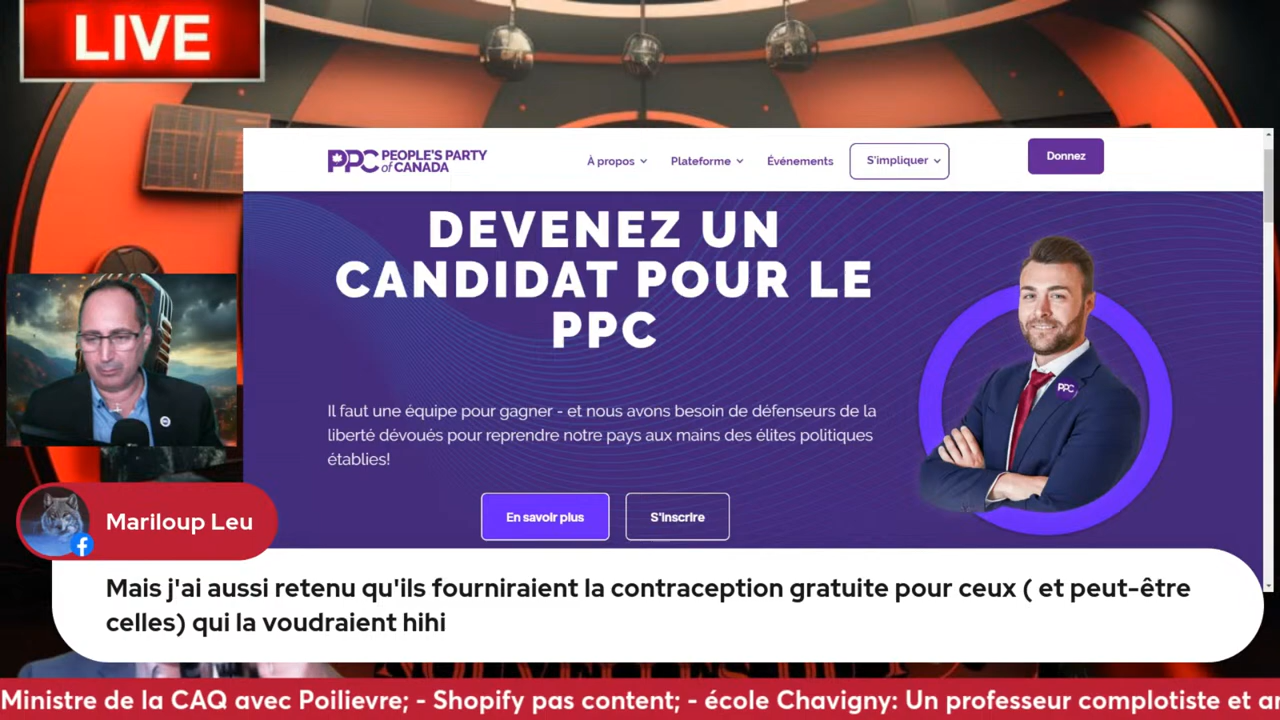 LIVE
PPC PEOPLE'S PARTY
of CANADA
À propos
Plateforme
Événements
S'impliquer
Donnez
DEVENEZ UN
CANDIDAT POUR LE
PPC
PPC
Il faut une équipe pour gagner - et nous avons besoin de défenseurs de la
liberté dévoués pour reprendre notre pays aux mains des élites politiques
établies!
En savoir plus
S'inscrire
Mariloup Leu
Mais j'ai aussi retenu qu'ils fourniraient la contraception gratuite pour ceux ( et peut-être
celles) qui la voudraient hihi
Ministre de la CAQ avec Poilievre; - Shopify pas content; - école Chavigny: Un professeur complotiste et